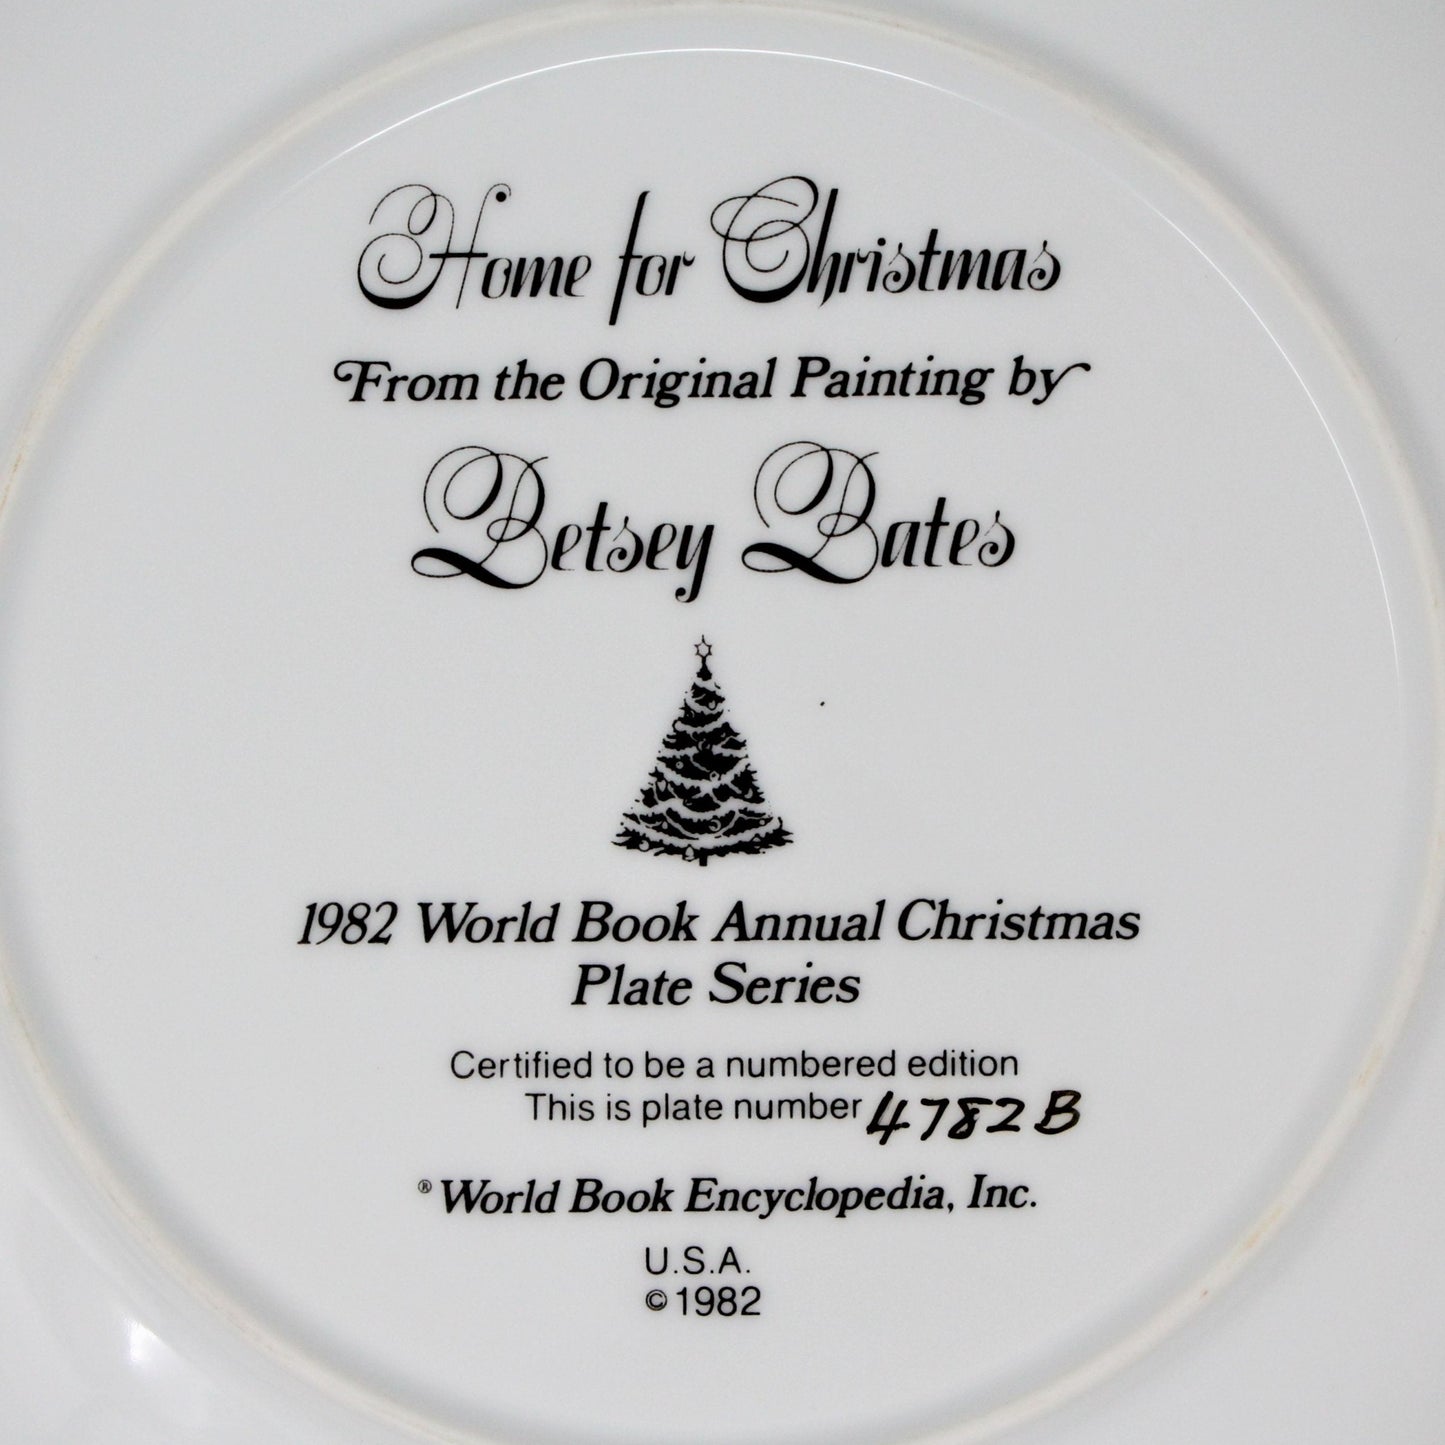 Home for Christmas
From the Original Painting by
Betsey Bates
1982 World Book Annual Christmas
Plate Series
Certified to be a numbered edition
This is plate number 4782B
® World Book Encyclopedia, Inc.
U.S.A.
©1982